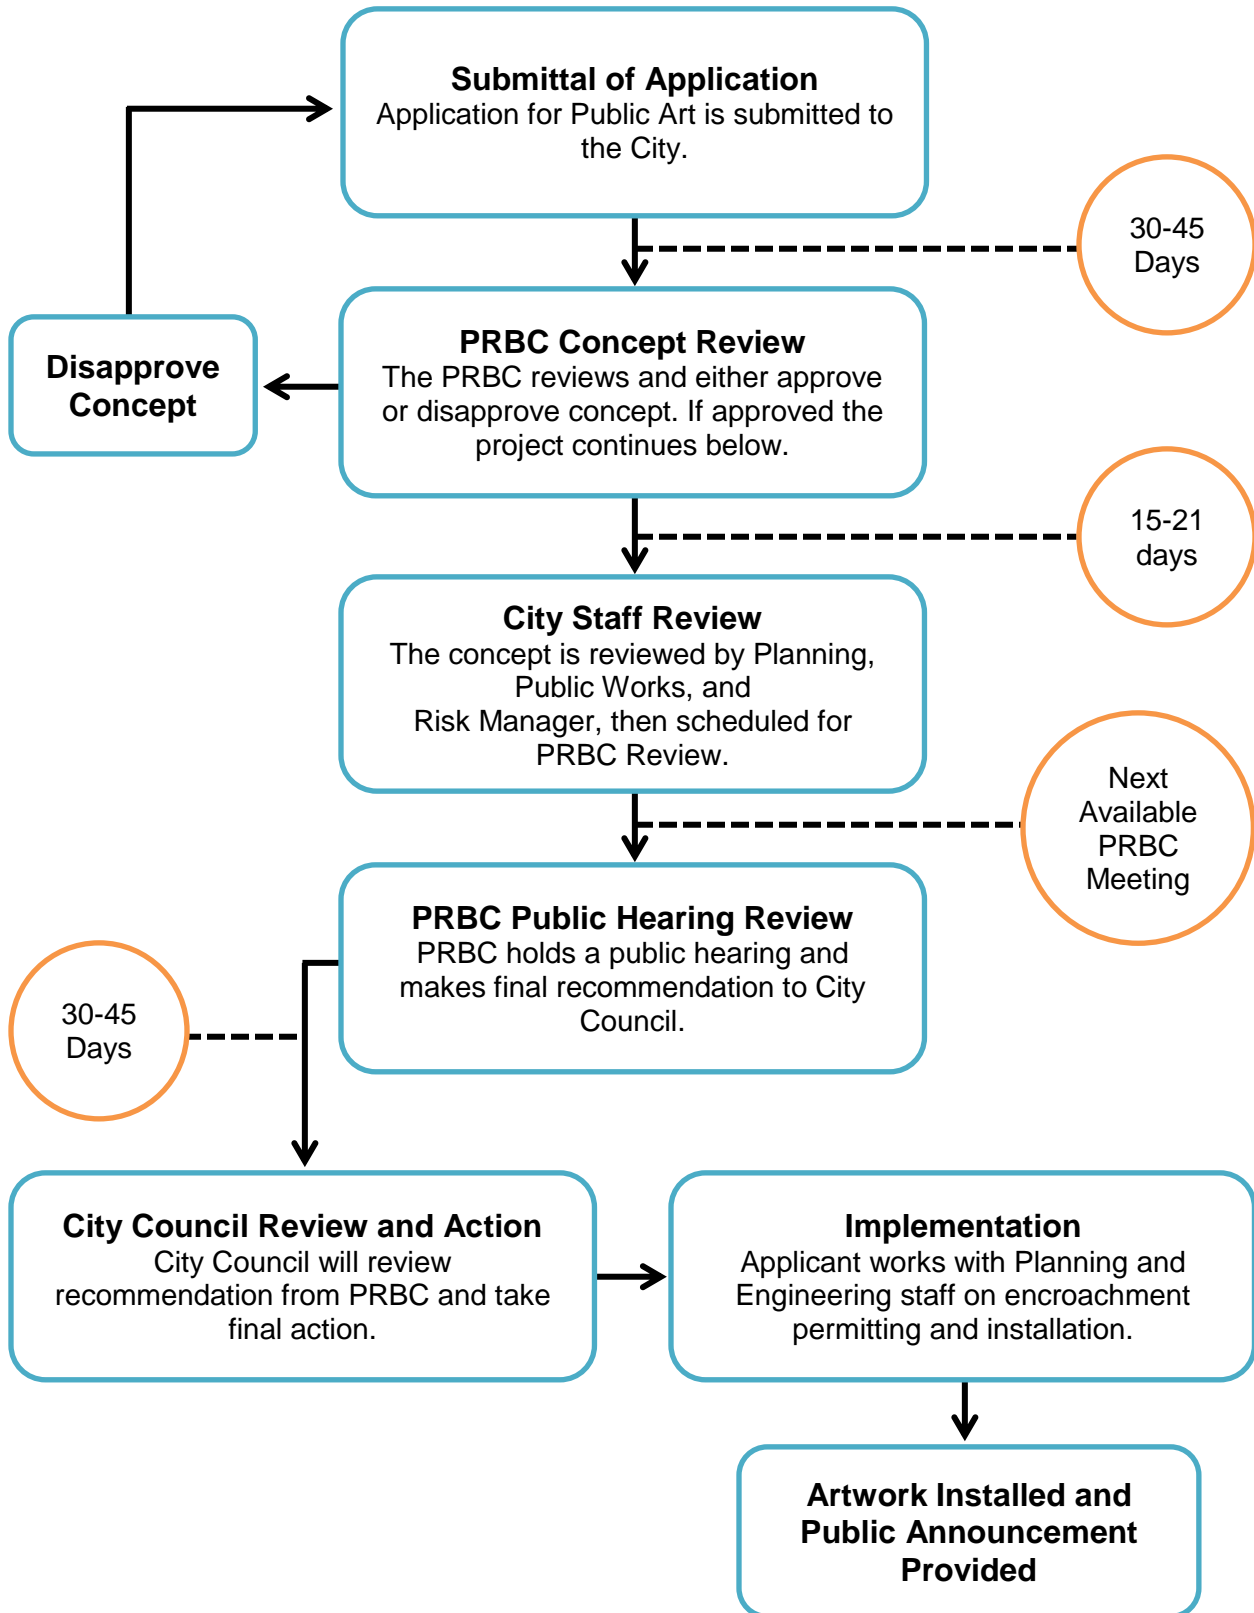 Submittal of Application
Application for Public Art is submitted to
the City.
30-45
Days
PRBC Concept Review
The PRBC reviews and either approve
or disapprove concept. If approved the
project continues below.
Disapprove
Concept
15-21
days
City Staff Review
The concept is reviewed by Planning,
Public Works, and
Risk Manager, then scheduled for
PRBC Review.
Next
Available
PRBC
Meeting
PRBC Public Hearing Review
PRBC holds a public hearing and
makes final recommendation to City
Council.
30-45
Days
City Council Review and Action
City Council will review
recommendation from PRBC and take
final action.
Implementation
Applicant works with Planning and
Engineering staff on encroachment
permitting and installation.
Artwork Installed and
Public Announcement
Provided